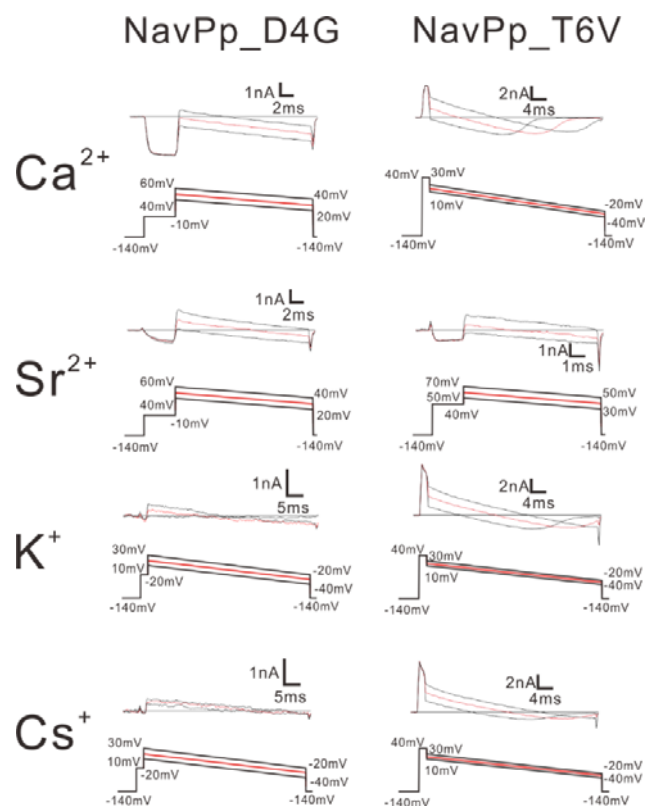 NavPp_D4G NavPp_T6V
Ca2+
1nA
2ms
60mV
40mV
40mV
20mV
-10mV
-140mV
-140mV
2nA
4ms
40mV
30mV
10mV
-20mV
-40mV
-140mV
-140mV
Sr2+
1nA
2ms
60mV
40mV
40mV
20mV
-10mV
-140mV
-140mV
1nA
1ms
70mV
50mV
50mV
30mV
40mV
-140mV
-140mV
K+
1nA
5ms
30mV
10mV
-20mV
-20mV
-40mV
-140mV
-140mV
2nA
4ms
40mV
30mV
10mV
-20mV
-40mV
-140mV
-140mV
Cs+
1nA
5ms
30mV
10mV
-20mV
-20mV
-40mV
-140mV
-140mV
2nA
4ms
40mV
30mV
10mV
-20mV
-40mV
-140mV
-140mV